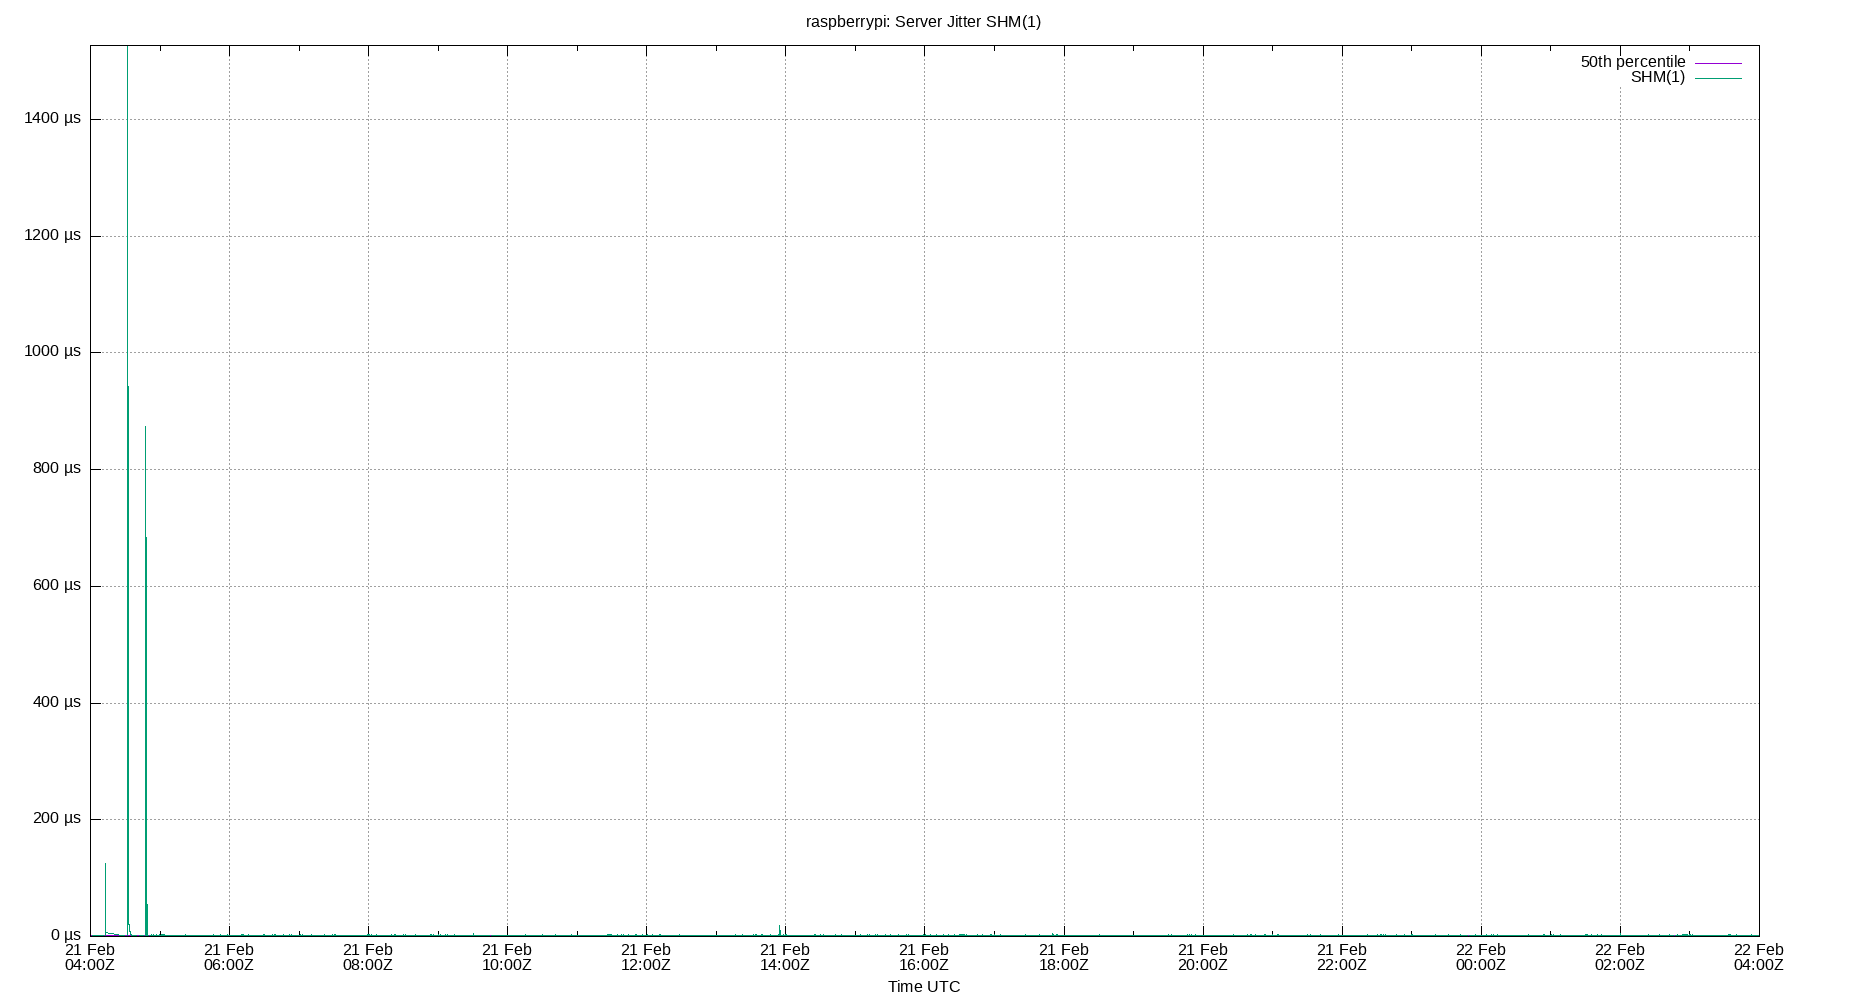 raspberrypi: Server Jitter SHM(1)
50th percentile
SHM(1)
1400 µs
1200 µs
1000 µs
800 µs
600 µs
400 µs
200 µs
0 µs
21 Feb 21 Feb 21 Feb 21 Feb 21 Feb 21 Feb 21 Feb 21 Feb 21 Feb 21 Feb 22 Feb 22 Feb 22 Feb
04:00Z 06:00Z 08:00Z 10:00Z 12:00Z 14:00Z 16:00Z 18:00Z 20:00Z 22:00Z 00:00Z 02:00Z 04:00Z
Time UTC